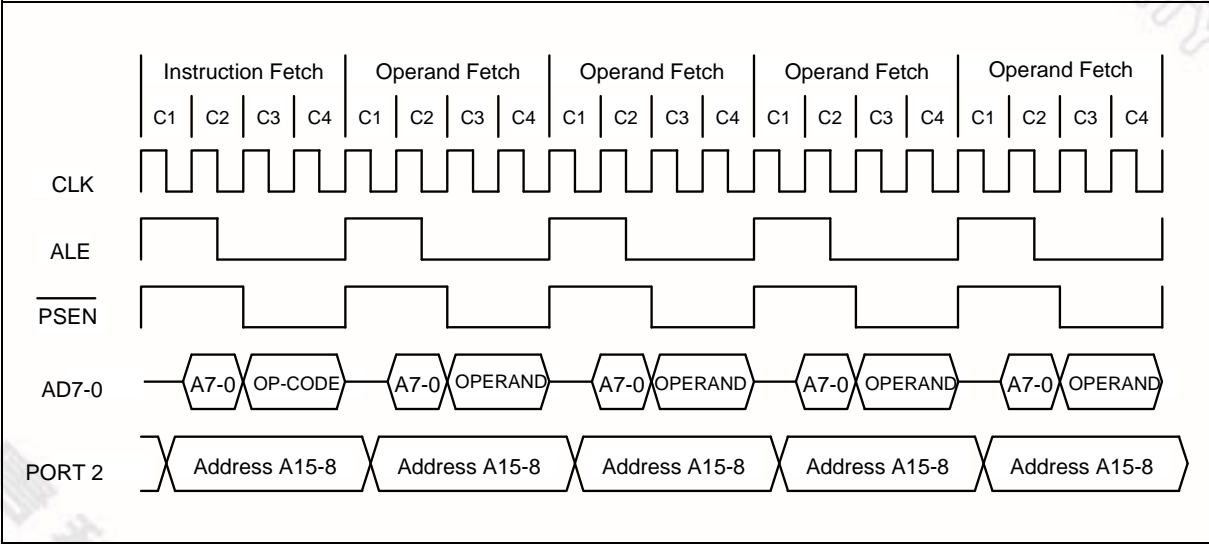 Instruction Fetch Operand Fetch Operand Fetch Operand Fetch Operand Fetch
C1 C2 C3 C4 C1 C2 C3 C4 C1 C2 C3 C4 C1 C2 C3 C4 C1 C2 C3 C4
CLK
ALE
PSEN
AD7-0 A7-0 OP-CODE A7-0 OPERAND A7-0 OPERAND A7-0 OPERAND A7-0 OPERAND
PORT 2 Address A15-8 Address A15-8 Address A15-8 Address A15-8 Address A15-8